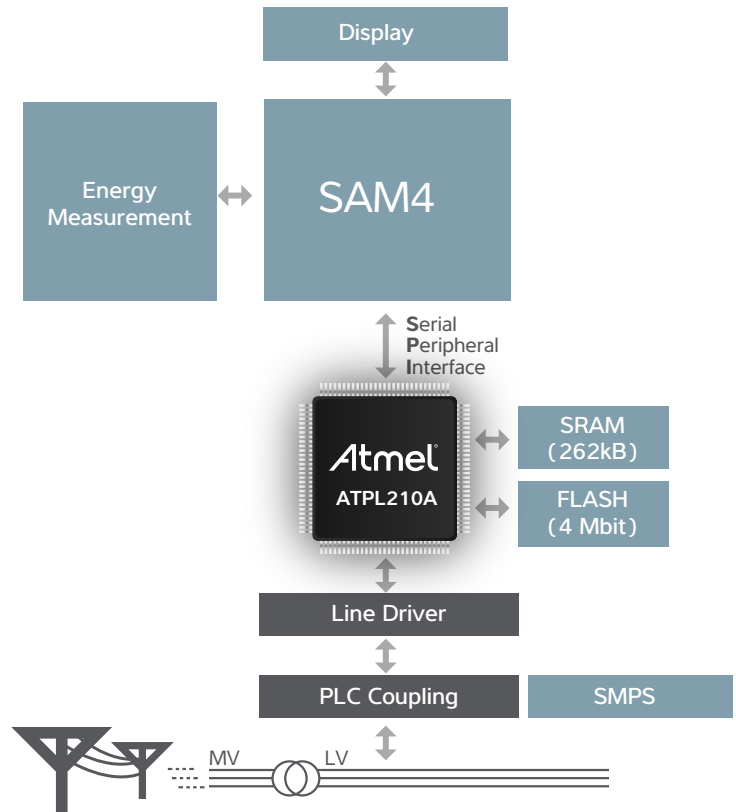 Display
Energy
Measurement
SAM4
Serial
Peripheral
Interface
Atmel®
ATPL210A
SRAM
(262kB)
FLASH
(4 Mbit)
Line Driver
PLC Coupling
SMPS
MV
LV